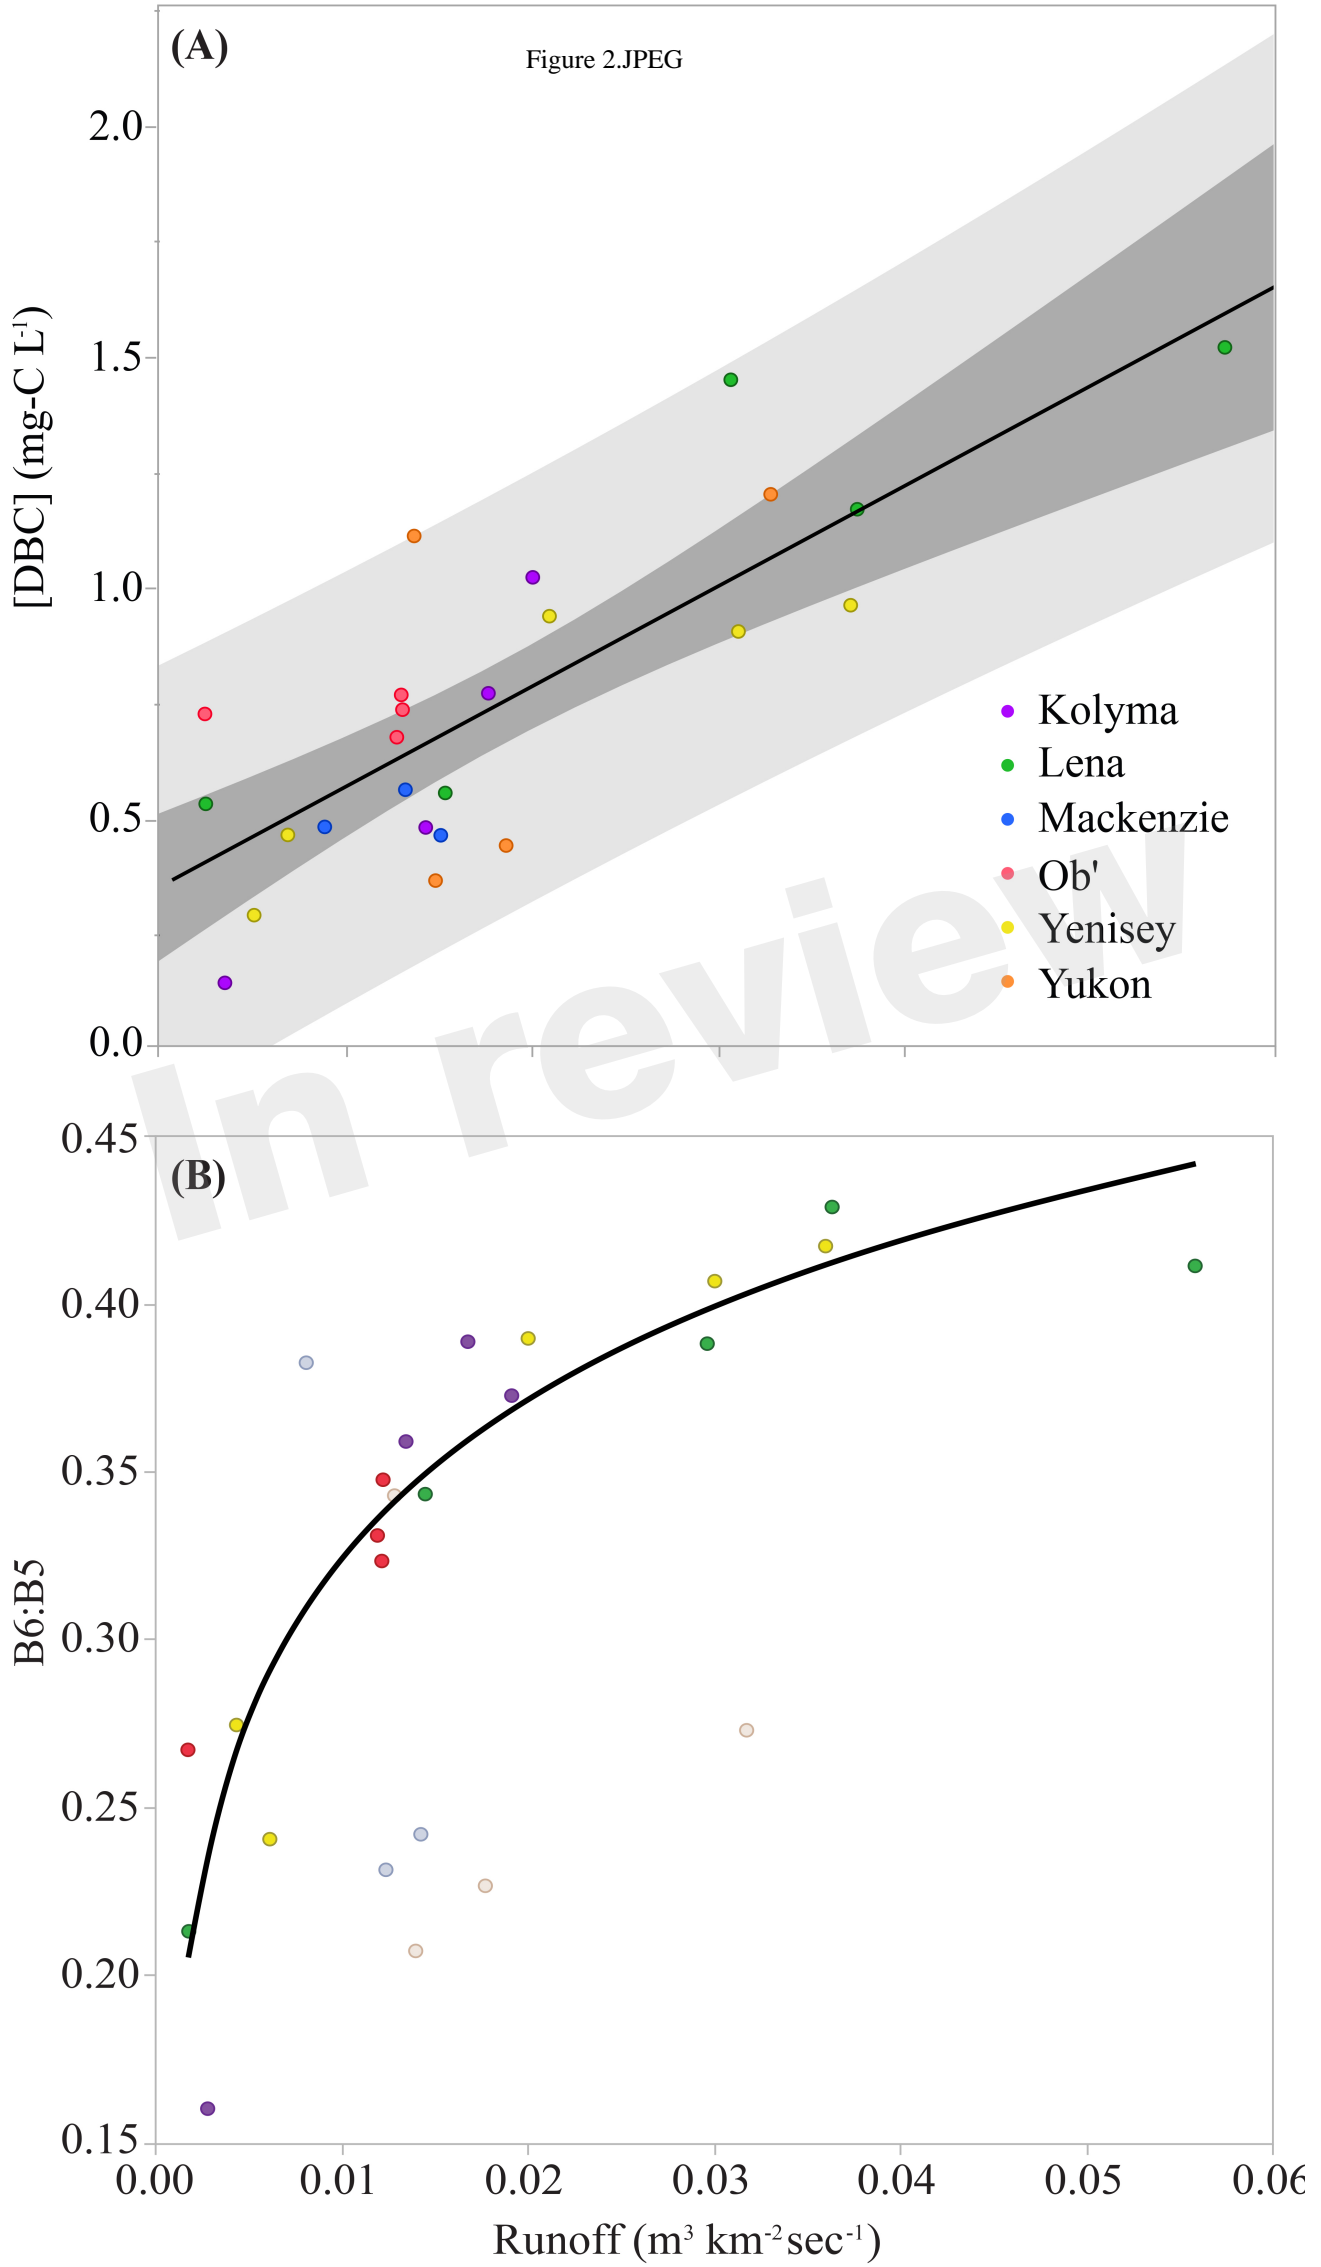 (A)
Figure 2.JPEG
2.0
1.5
1.0
0.5
0.0
[DBC] (mg-C L-1)
Kolyma
Lena
Mackenzie
Ob'
Yenisey
Yukon
In review
(B)
0.45
0.40
0.35
0.30
0.25
0.20
0.15
B6:B5
0.00 0.01 0.02 0.03 0.04 0.05 0.06
Runoff (m3 km-2 sec-1)